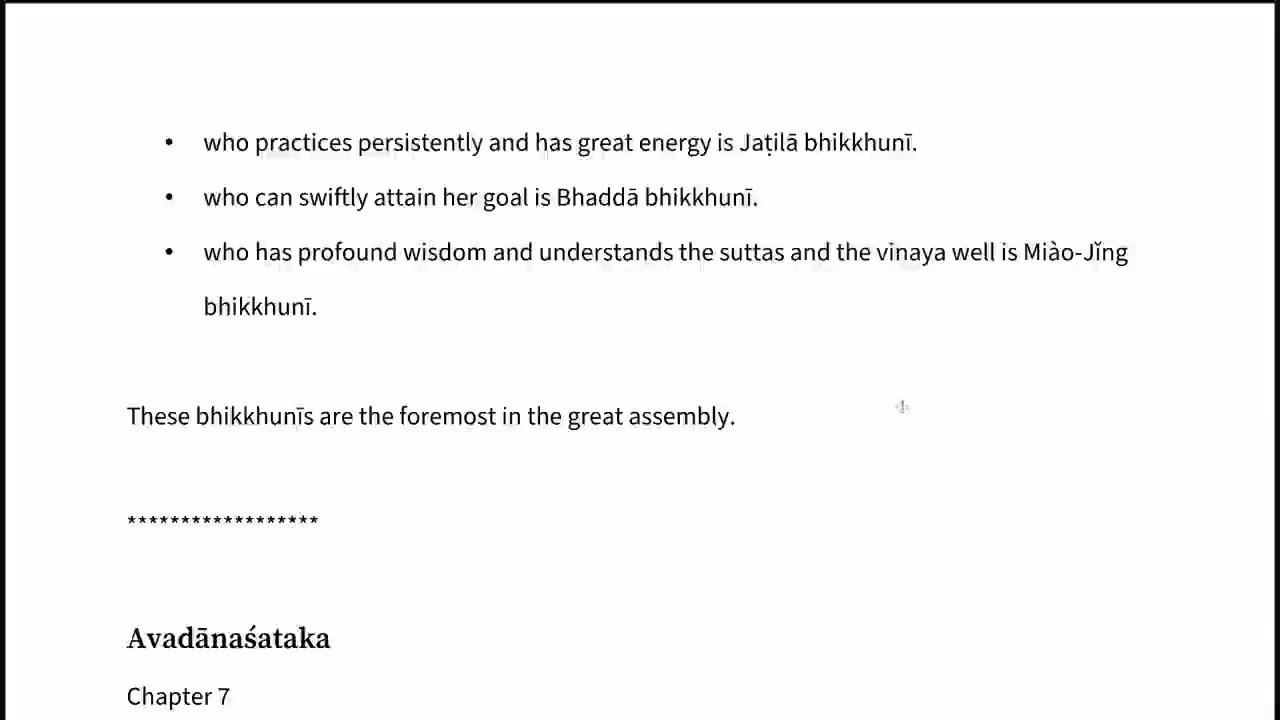 • who practices persistently and has great energy is Jaṭilā bhikkhunī.
• who can swiftly attain her goal is Bhaddā bhikkhunī.
• who has profound wisdom and understands the suttas and the vinaya well is Miào-Jǐng
bhikkhunī.
These bhikkhunīs are the foremost in the great assembly.
******************
Avadānaśataka
Chapter 7